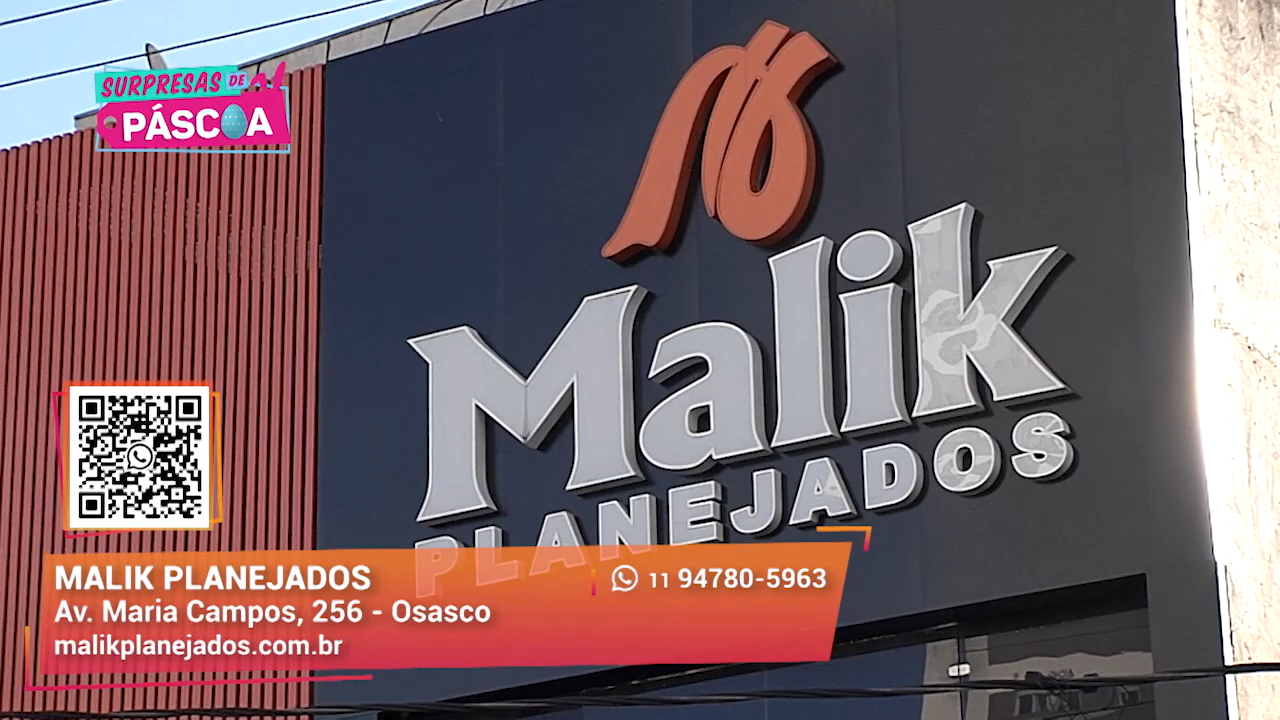 SURPRESAS DE
PÁSCOA
Malik
PLANEJADOS
MALIK PLANEJADOS
Av. Maria Campos, 256 - Osasco
malikplanejados.com.br
11 94780-5963